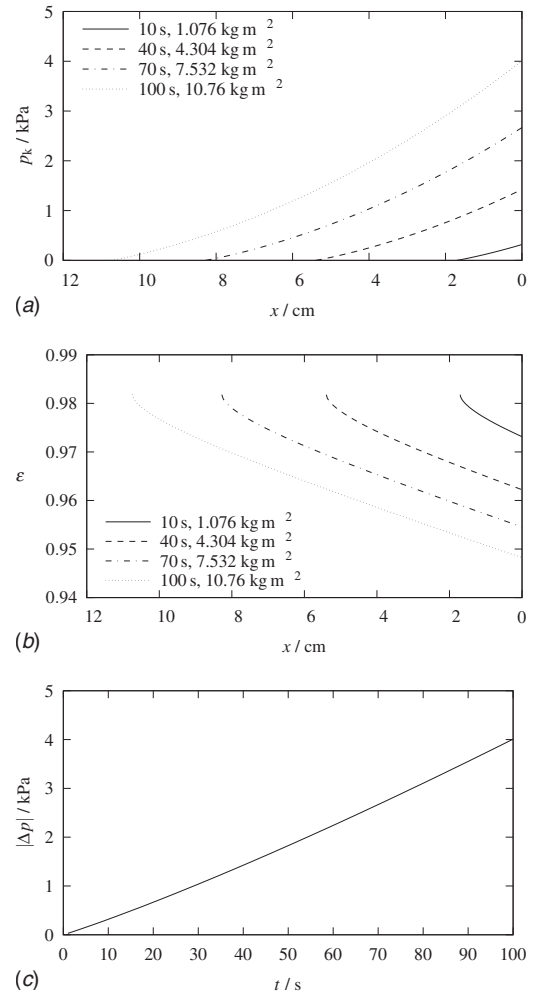 5
4
3
2
1
0
p_k / kPa
10 s, 1.076 kg m ²
40 s, 4.304 kg m ²
70 s, 7.532 kg m ²
100 s, 10.76 kg m ²
12 10 8 6 4 2 0
(a)
x / cm
0.99
0.98
0.97
0.96
0.95
0.94
ε
10 s, 1.076 kg m ²
40 s, 4.304 kg m ²
70 s, 7.532 kg m ²
100 s, 10.76 kg m ²
12 10 8 6 4 2 0
(b)
x / cm
5
4
3
2
1
0
|Δp| / kPa
0 10 20 30 40 50 60 70 80 90 100
(c)
t / s